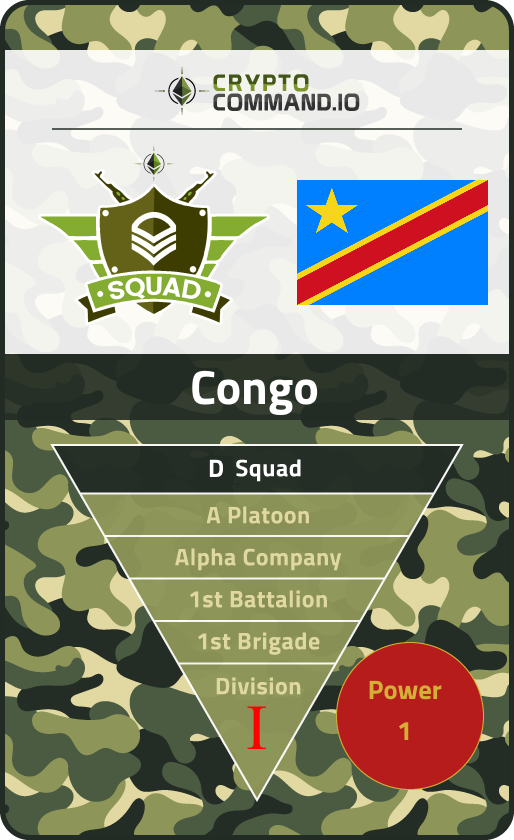 CRYPTO
COMMAND.IO
SQUAD
Congo
D Squad
A Platoon
Alpha Company
1st Battalion
1st Brigade
Division
I
Power
1